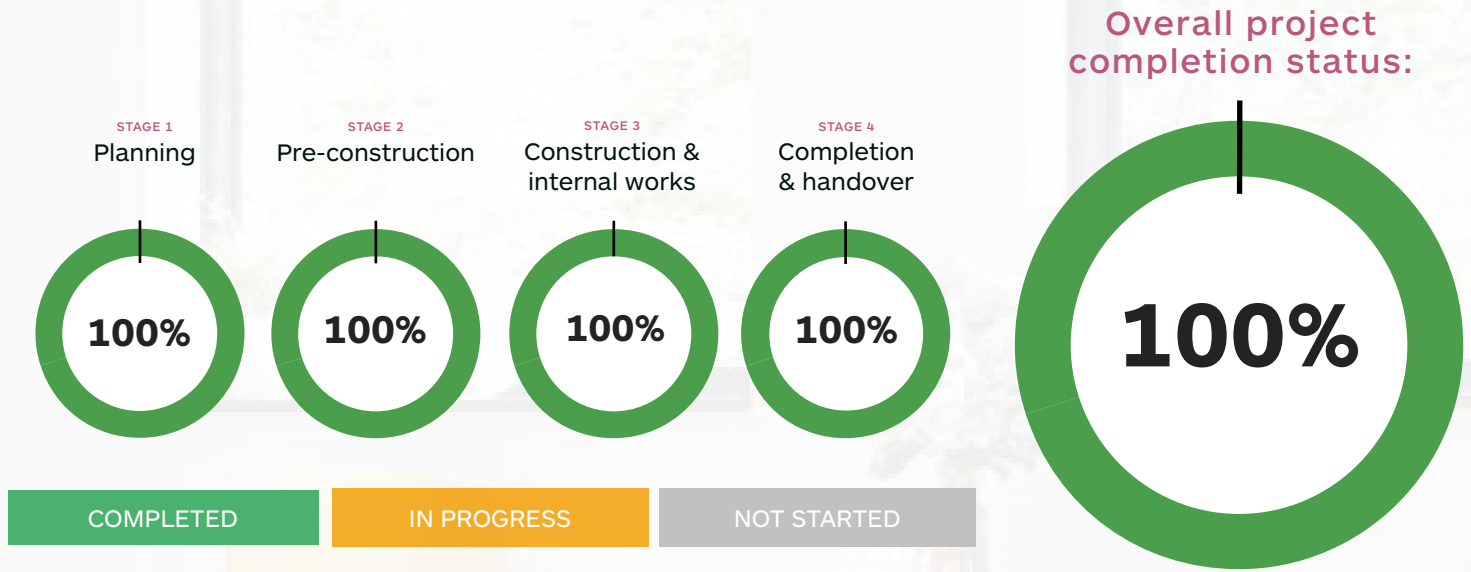 Overall project
completion status:
STAGE 1
Planning
STAGE 2
Pre-construction
STAGE 3
Construction &
internal works
STAGE 4
Completion
& handover
100%
100%
100%
100%
100%
COMPLETED
IN PROGRESS
NOT STARTED